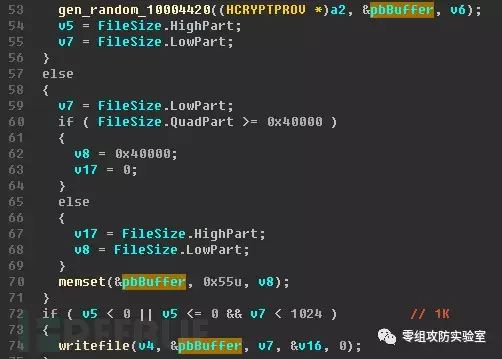 53 gen_random_10004420((HCRYPTPROV *)a2, &pbBuffer, v6);
54 v5 = FileSize.HighPart;
55 v7 = FileSize.LowPart;
56 }
57 else
58 {
59 v7 = FileSize.LowPart;
60 if ( FileSize.QuadPart >= 0x40000 )
61 {
62 v8 = 0x40000;
63 v17 = 0;
64 }
65 else
66 {
67 v17 = FileSize.HighPart;
68 v8 = FileSize.LowPart;
69 }
70 memset(&pbBuffer, 0x55u, v8);
71 }
72 if ( v5 < 0 || v5 <= 0 && v7 < 1024 ) // 1K
73 {
74 writefile(v4, &pbBuffer, v7, &v16, 0);
75 }
零组攻防实验室